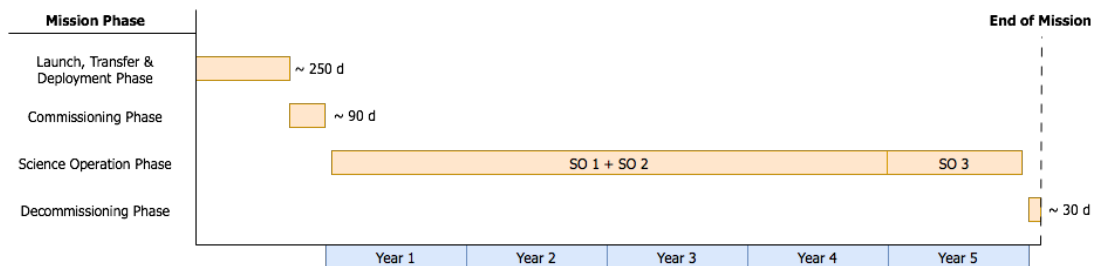 Mission Phase
End of Mission
Launch, Transfer &
Deployment Phase
~ 250 d
Commissioning Phase
~ 90 d
Science Operation Phase
SO 1 + SO 2
SO 3
Decommissioning Phase
~ 30 d
Year 1
Year 2
Year 3
Year 4
Year 5